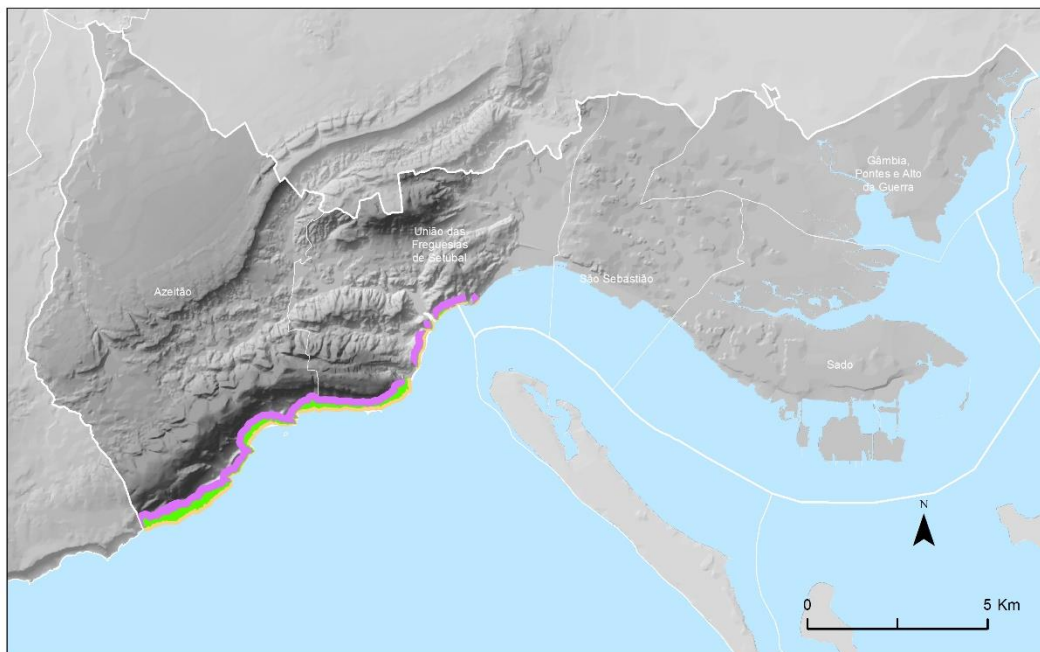 Gâmbia,
Pontes e Alto
da Guerra
União das
Freguesias
de Setúbal
Azeitão
São Sebastião
Sado
N
0 5 Km